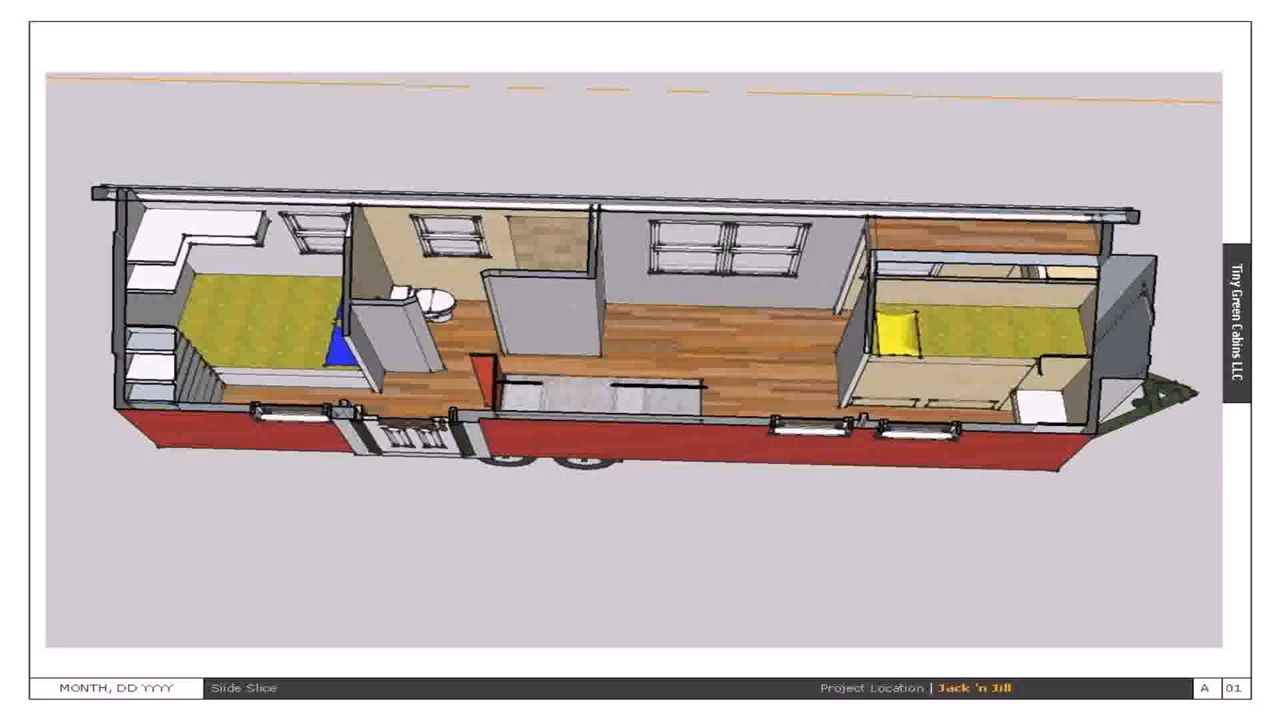 Tiny Green Cabins LLC
MONTH, DD YYYY
Slide Slice
Project Location | Jack 'n Jill
A
01